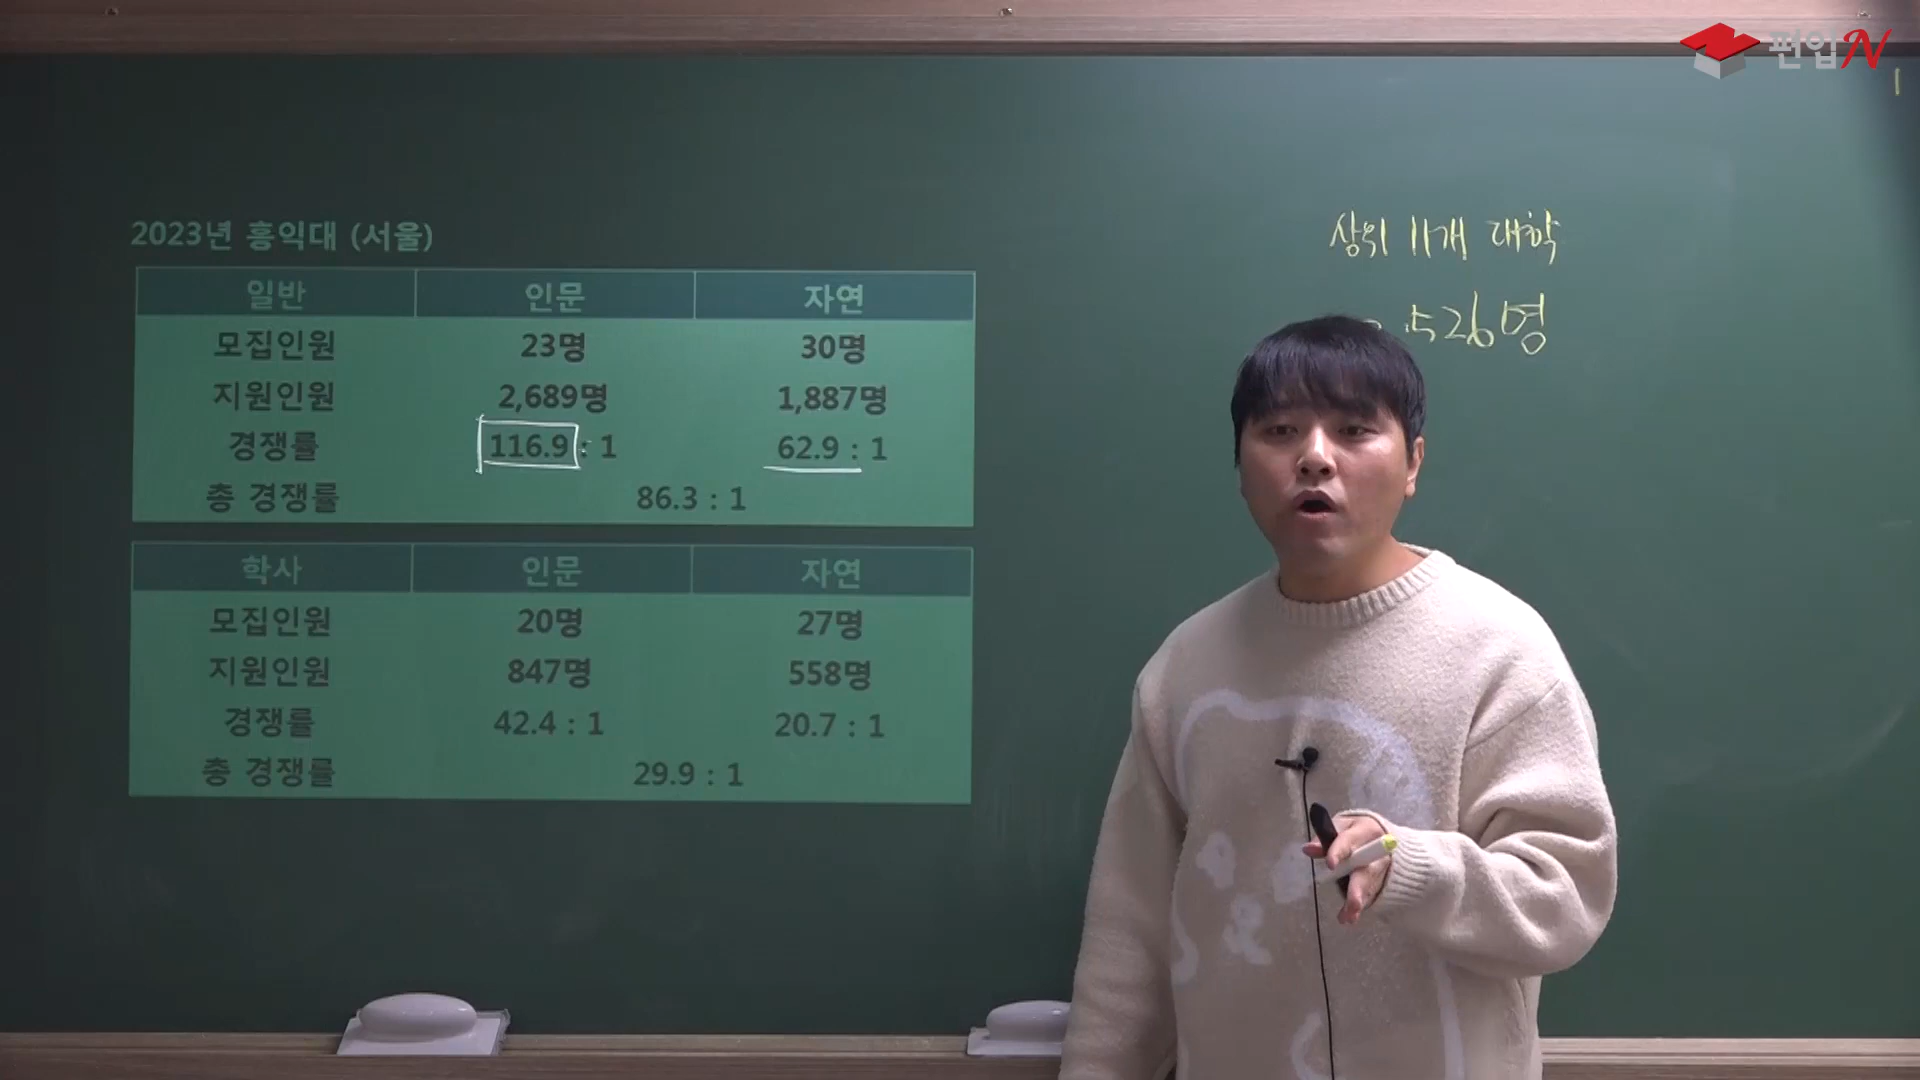 편입N
2023년 홍익대 (서울)
일반 인문 자연
모집인원 23명 30명
지원인원 2,689명 1,887명
경쟁률 116.9 : 1 62.9 : 1
총 경쟁률 86.3 : 1
학사 인문 자연
모집인원 20명 27명
지원인원 847명 558명
경쟁률 42.4 : 1 20.7 : 1
총 경쟁률 29.9 : 1
상위 11개 대학
526명